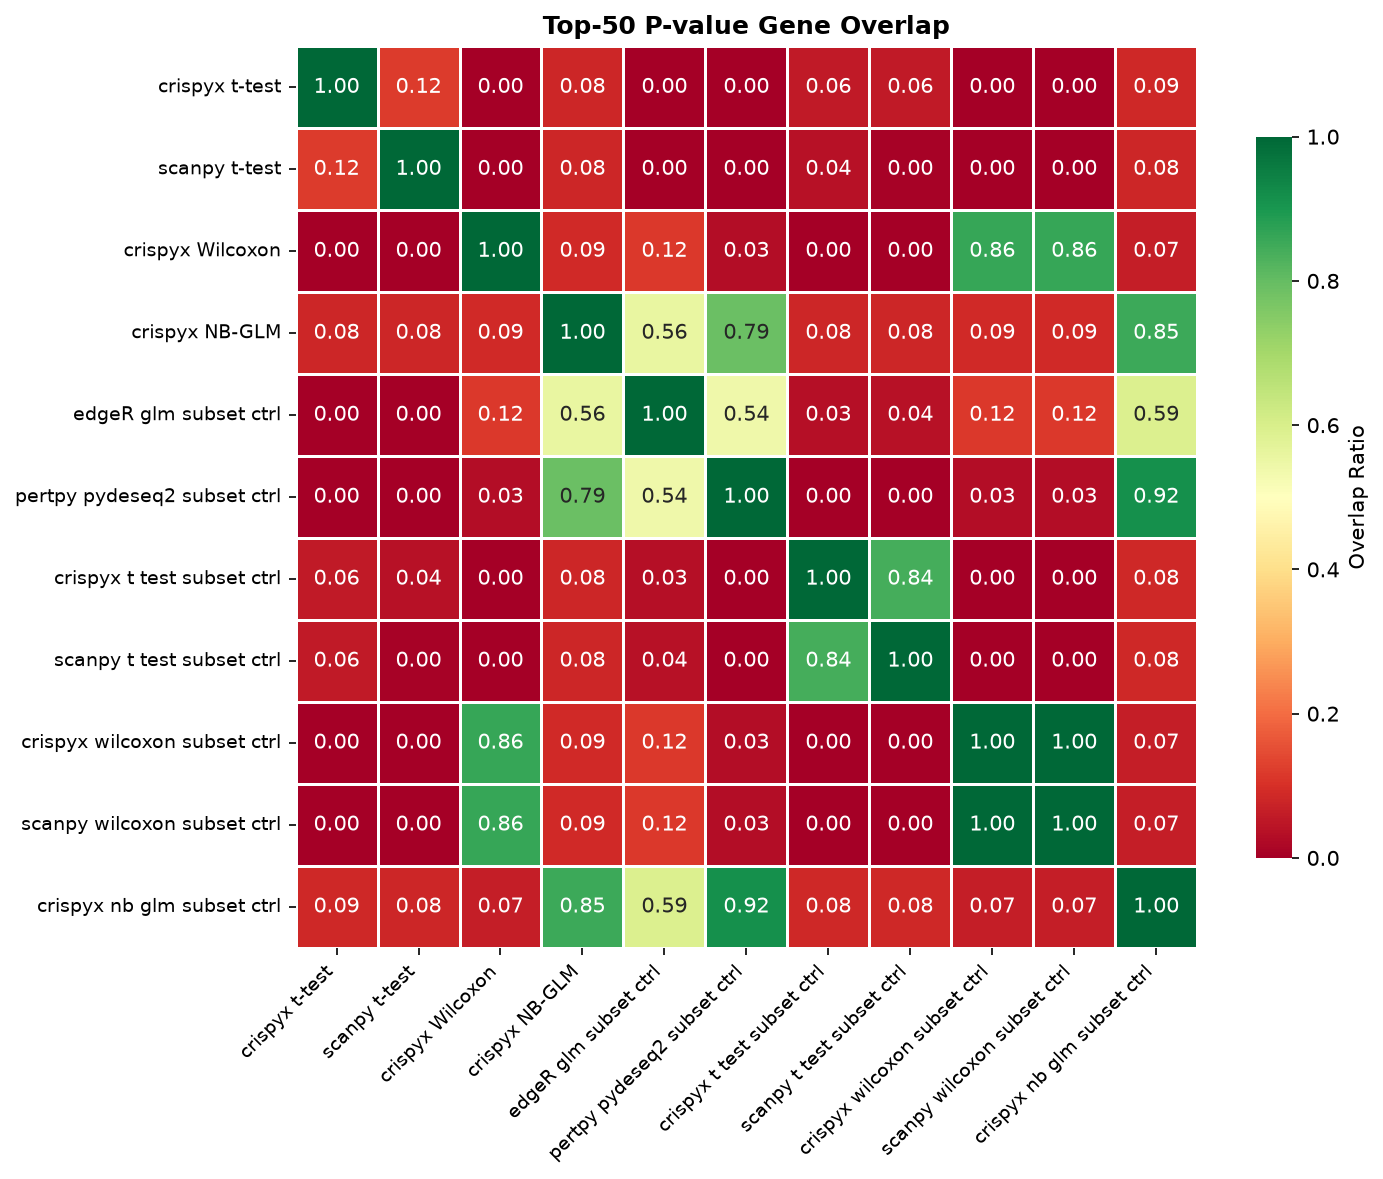 Top-50 P-value Gene Overlap
crispyx t-test 1.00 0.12 0.00 0.08 0.00 0.00 0.06 0.06 0.00 0.00 0.09
scanpy t-test 0.12 1.00 0.00 0.08 0.00 0.00 0.04 0.00 0.00 0.00 0.08
crispyx Wilcoxon 0.00 0.00 1.00 0.09 0.12 0.03 0.00 0.00 0.86 0.86 0.07
crispyx NB-GLM 0.08 0.08 0.09 1.00 0.56 0.79 0.08 0.08 0.09 0.09 0.85
edgeR glm subset ctrl 0.00 0.00 0.12 0.56 1.00 0.54 0.03 0.04 0.12 0.12 0.59
pertpy pydeseq2 subset ctrl 0.00 0.00 0.03 0.79 0.54 1.00 0.00 0.00 0.03 0.03 0.92
crispyx t test subset ctrl 0.06 0.04 0.00 0.08 0.03 0.00 1.00 0.84 0.00 0.00 0.08
scanpy t test subset ctrl 0.06 0.00 0.00 0.08 0.04 0.00 0.84 1.00 0.00 0.00 0.08
crispyx wilcoxon subset ctrl 0.00 0.00 0.86 0.09 0.12 0.03 0.00 0.00 1.00 1.00 0.07
scanpy wilcoxon subset ctrl 0.00 0.00 0.86 0.09 0.12 0.03 0.00 0.00 1.00 1.00 0.07
crispyx nb glm subset ctrl 0.09 0.08 0.07 0.85 0.59 0.92 0.08 0.08 0.07 0.07 1.00
crispyx t-test
scanpy t-test
crispyx Wilcoxon
crispyx NB-GLM
edgeR glm subset ctrl
pertpy pydeseq2 subset ctrl
crispyx t test subset ctrl
scanpy t test subset ctrl
crispyx wilcoxon subset ctrl
scanpy wilcoxon subset ctrl
crispyx nb glm subset ctrl
1.0
0.8
0.6
0.4
0.2
0.0
Overlap Ratio